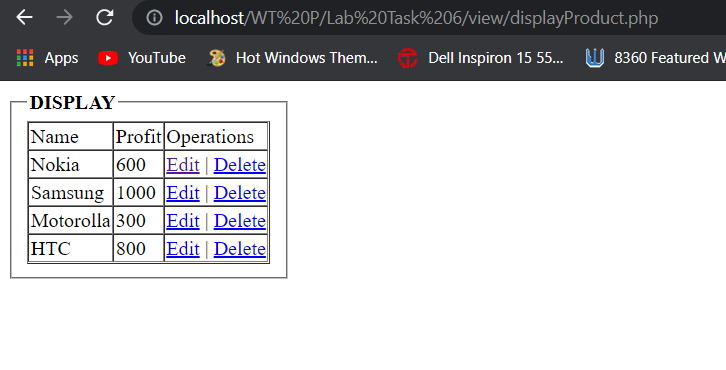 localhost/WT%20P/Lab%20Task%206/view/displayProduct.php
Apps YouTube Hot Windows Them... Dell Inspiron 15 55... 8360 Featured W
DISPLAY
Name Profit Operations
Nokia 600 Edit | Delete
Samsung 1000 Edit | Delete
Motorolla 300 Edit | Delete
HTC 800 Edit | Delete